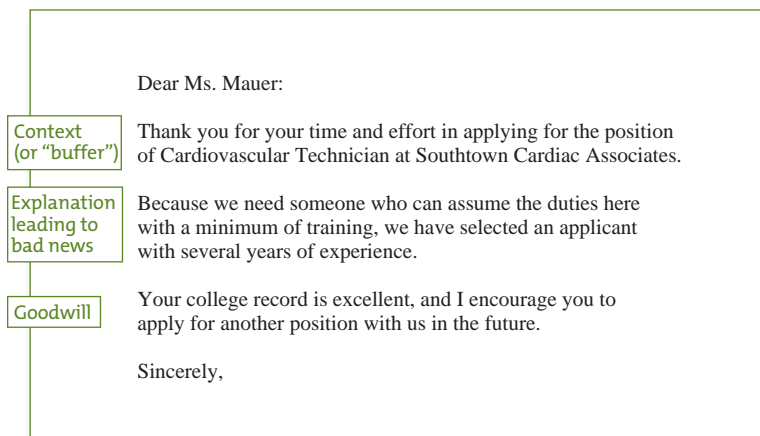 Dear Ms. Mauer:
Context
(or “buffer”)
Thank you for your time and effort in applying for the position
of Cardiovascular Technician at Southtown Cardiac Associates.
Explanation
leading to
bad news
Because we need someone who can assume the duties here
with a minimum of training, we have selected an applicant
with several years of experience.
Goodwill
Your college record is excellent, and I encourage you to
apply for another position with us in the future.
Sincerely,